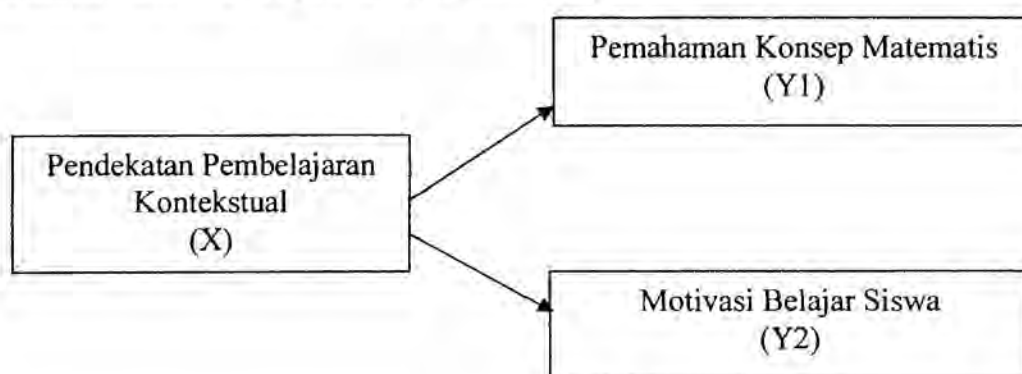 Pemahaman Konsep Matematis
(Y1)
Pendekatan Pembelajaran
Kontekstual
(X)
Motivasi Belajar Siswa
(Y2)